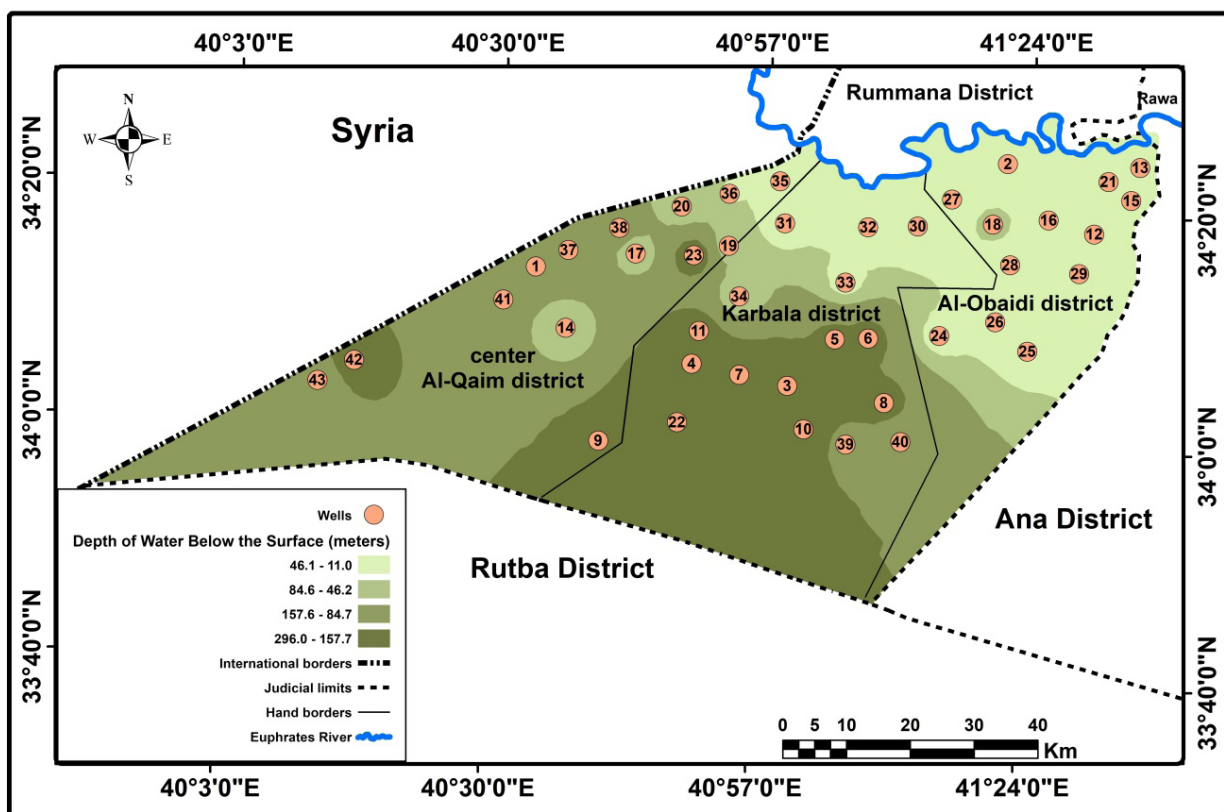 40°3'0"E 40°30'0"E 40°57'0"E 41°24'0"E
34°20'0"N
34°0'0"N
33°40'0"N
34°20'0"N
34°0'0"N
33°40'0"N
N
W E
S
Syria
Rummana District
Rawa
2
13
35
21
36
27
15
20
31
18
16
38
32
30
12
19
37
17
23
1
28
29
33
34
41
Al-Obaidi district
Karbala district
26
14
11
24
5
6
25
center
Al-Qaim district
42
4
7
43
3
8
22
10
9
39
40
Ana District
Rutba District
Wells
Depth of Water Below the Surface (meters)
46.1 - 11.0
84.6 - 46.2
157.6 - 84.7
296.0 - 157.7
International borders
Judicial limits
Hand borders
Euphrates River
0 5 10 20 30 40
Km
40°3'0"E 40°30'0"E 40°57'0"E 41°24'0"E